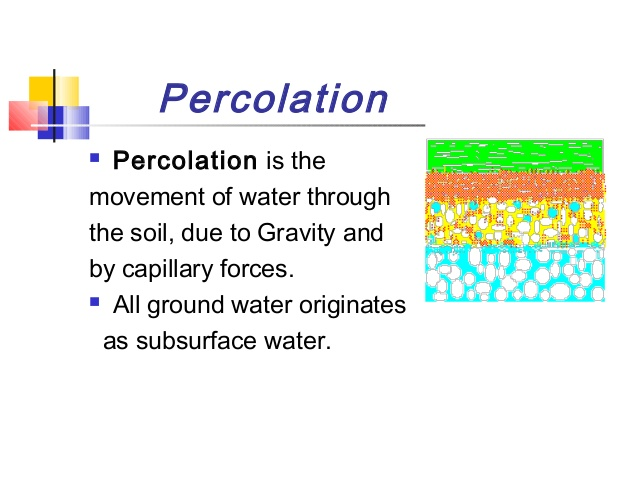 Percolation
Percolation is the
movement of water through
the soil, due to Gravity and
by capillary forces.
All ground water originates
as subsurface water.